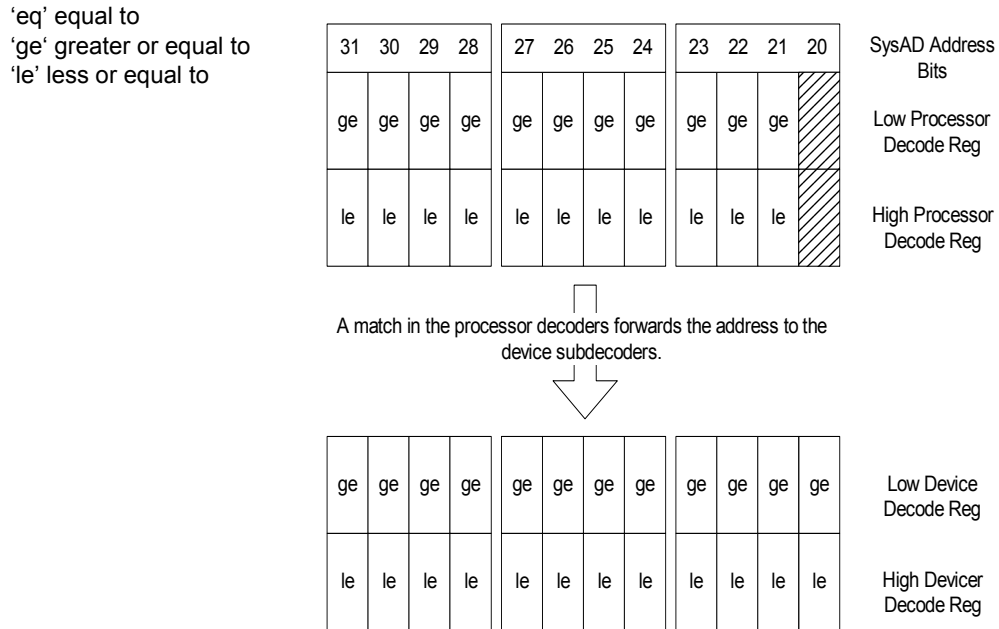 ‘eq’ equal to
‘ge‘ greater or equal to
‘le’ less or equal to
31 30 29 28 27 26 25 24 23 22 21 20 SysAD Address
Bits
ge ge ge ge ge ge ge ge ge ge ge Low Processor
Decode Reg
le le le le le le le le le le le High Processor
Decode Reg
A match in the processor decoders forwards the address to the
device subdecoders.
ge ge ge ge ge ge ge ge ge ge ge ge Low Device
Decode Reg
le le le le le le le le le le le le High Devicer
Decode Reg